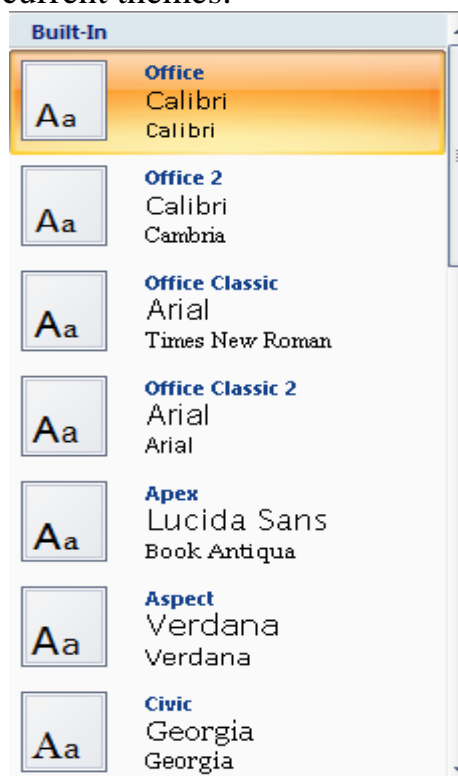 current themes.
Built-In
Office
Calibri
Calibri
Aa
Office 2
Calibri
Cambria
Aa
Office Classic
Arial
Times New Roman
Aa
Office Classic 2
Arial
Arial
Aa
Apex
Lucida Sans
Book Antiqua
Aa
Aspect
Verdana
Verdana
Aa
Civic
Georgia
Georgia
Aa